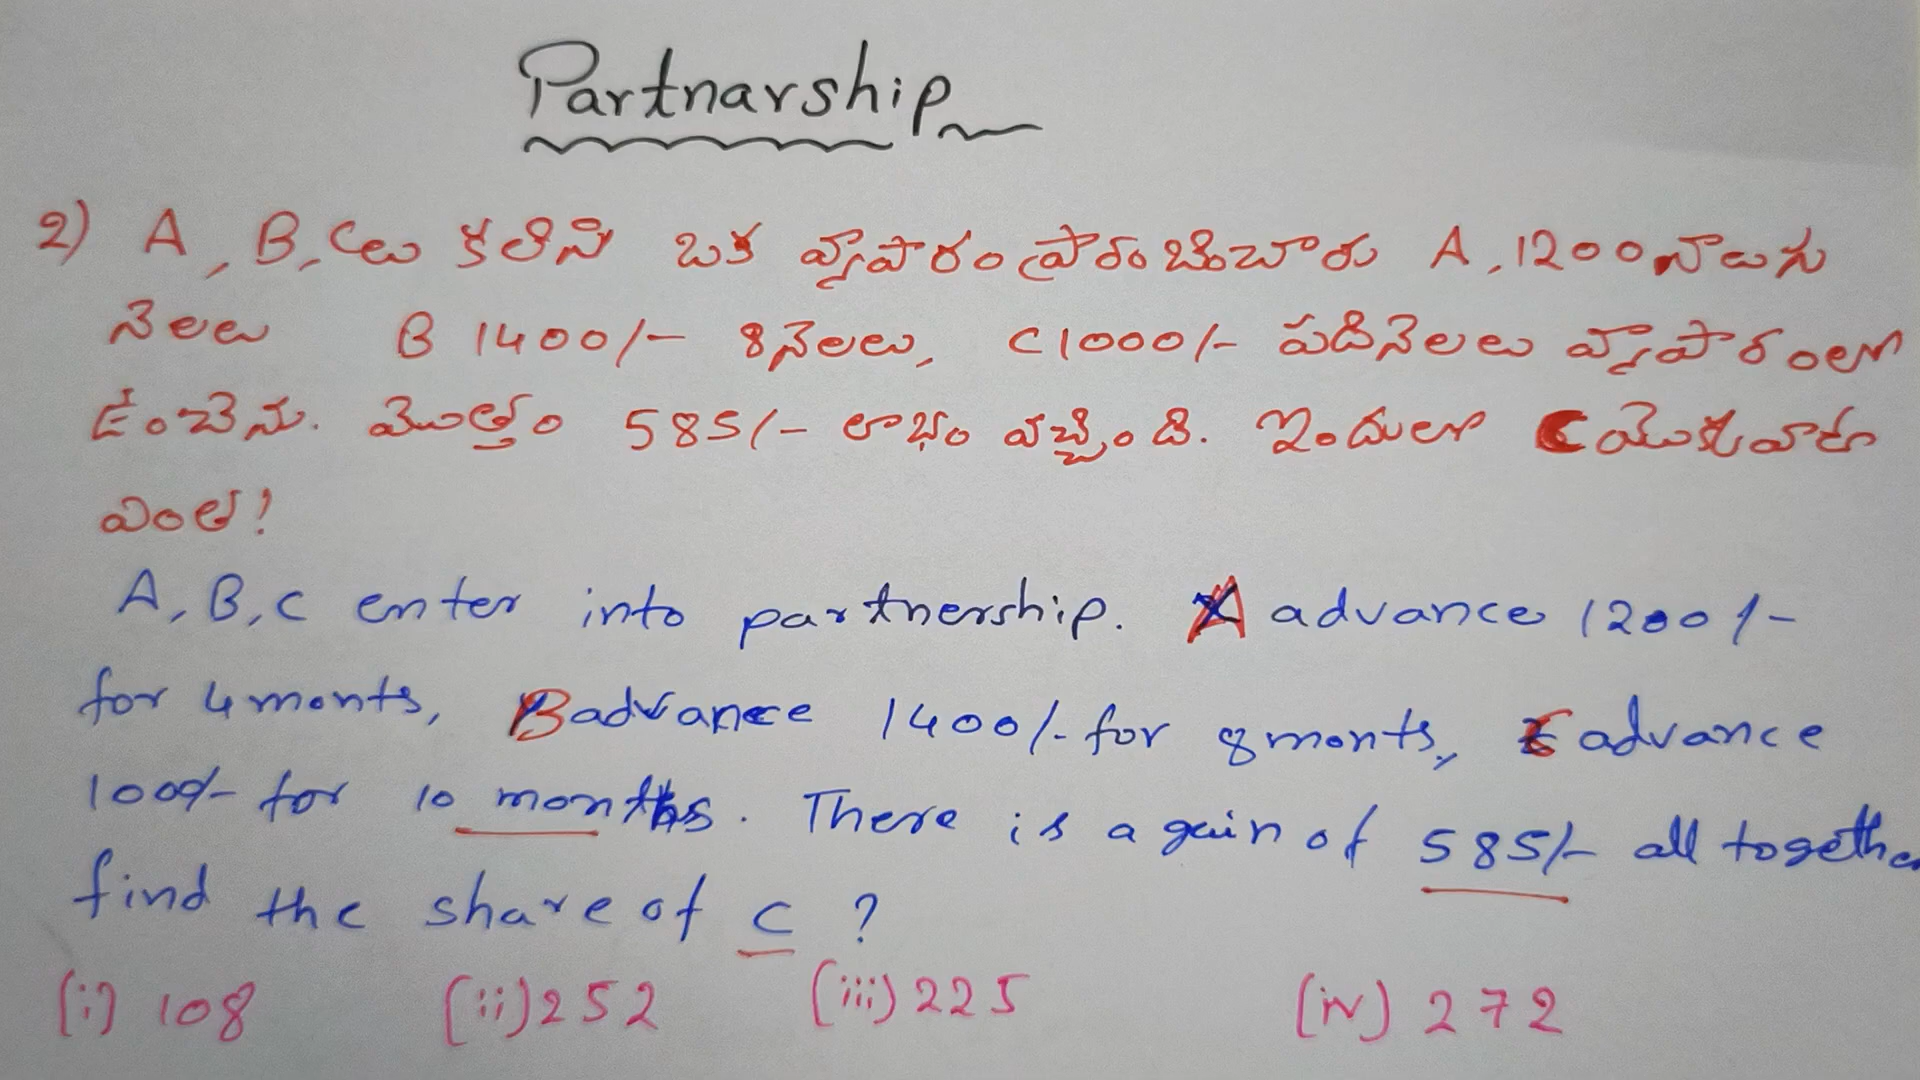 Partnarship
2) A, B, C లు కలిసి ఒక వ్యాపారం ప్రారంభించారు A, 1200 నాలుగు
నెలలు B 1400/- 8 నెలలు, C 1000/- పదినెలలు వ్యాపారంలో
ఉంచెను. మొత్తం 585/- లాభం వచ్చింది. ఇందులో C యొక్క వాటా
ఎంత?
A, B, C enter into partnership. A advance 1200/-
for 4 monts, B advance 1400/- for 8 monts, C advance
1000/- for 10 months. There is a gain of 585/- all together
find the share of C ?
(i) 108 (ii) 252 (iii) 225 (iv) 272